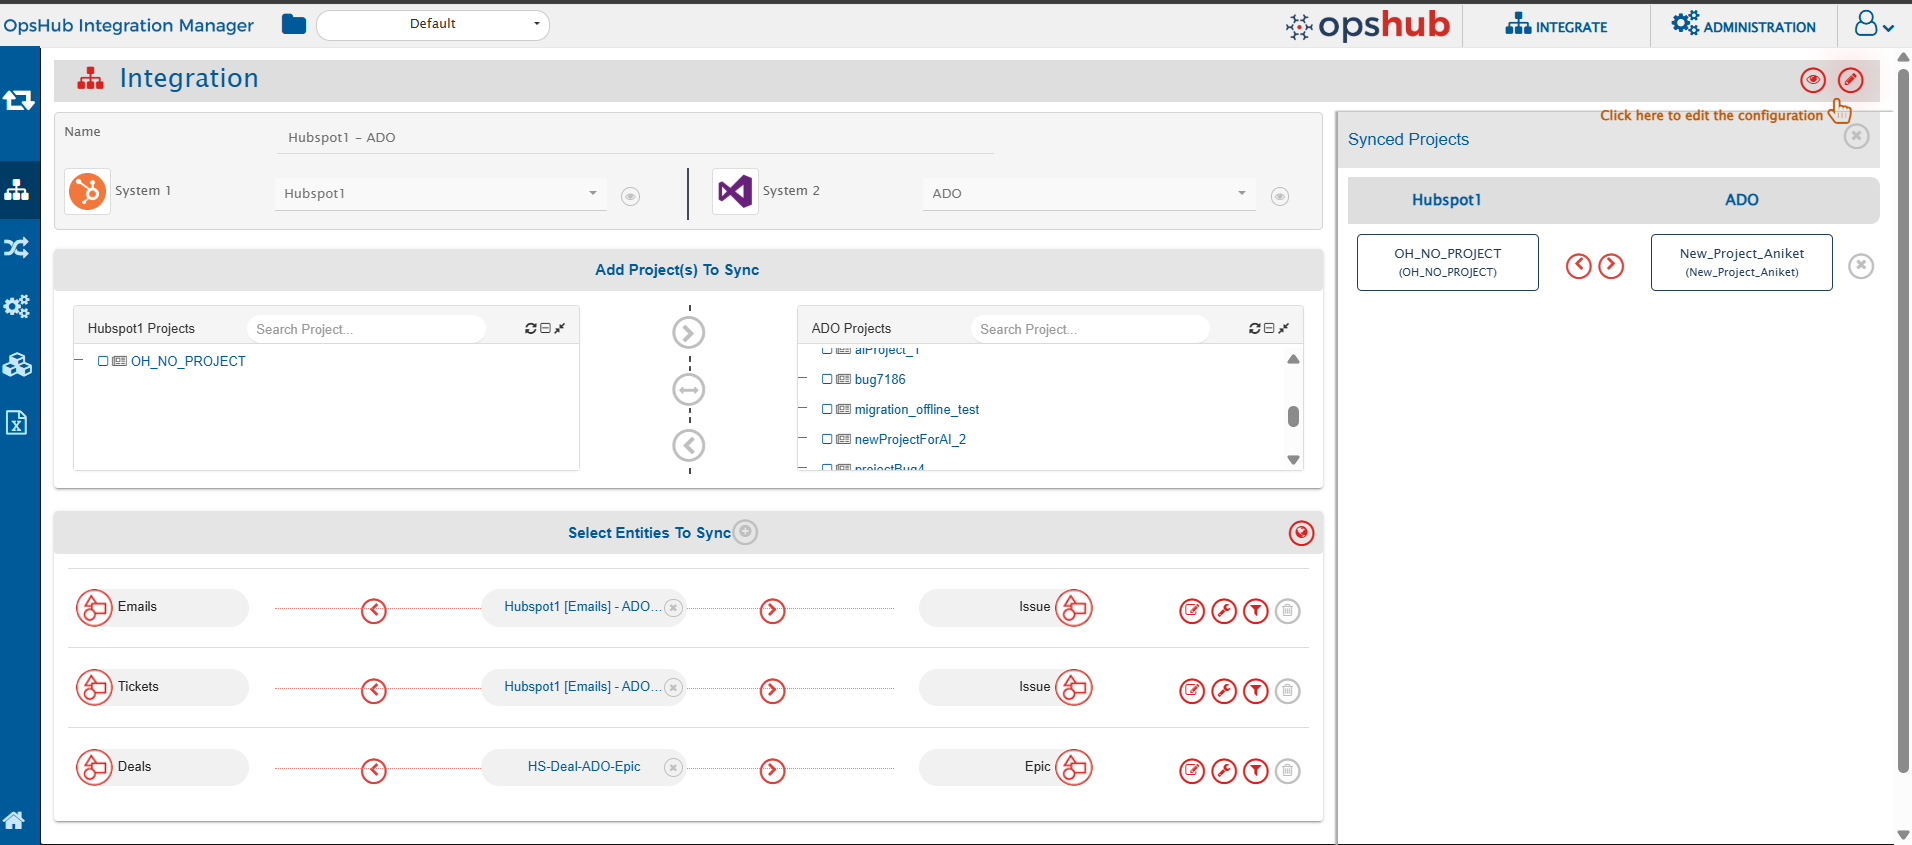 OpsHub Integration Manager
Default
opshub
INTEGRATE
ADMINISTRATION
Integration
Click here to edit the configuration
Name
Hubspot1 - ADO
System 1
Hubspot1
System 2
ADO
Add Project(s) To Sync
Hubspot1 Projects
Search Project...
OH_NO_PROJECT
ADO Projects
Search Project...
aiProject_1
bug7186
migration_offline_test
newProjectForAI_2
projectBug4
Select Entities To Sync
Emails
Hubspot1 [Emails] - ADO...
Issue
Tickets
Hubspot1 [Emails] - ADO...
Issue
Deals
HS-Deal-ADO-Epic
Epic
Synced Projects
Hubspot1
ADO
OH_NO_PROJECT
(OH_NO_PROJECT)
New_Project_Aniket
(New_Project_Aniket)